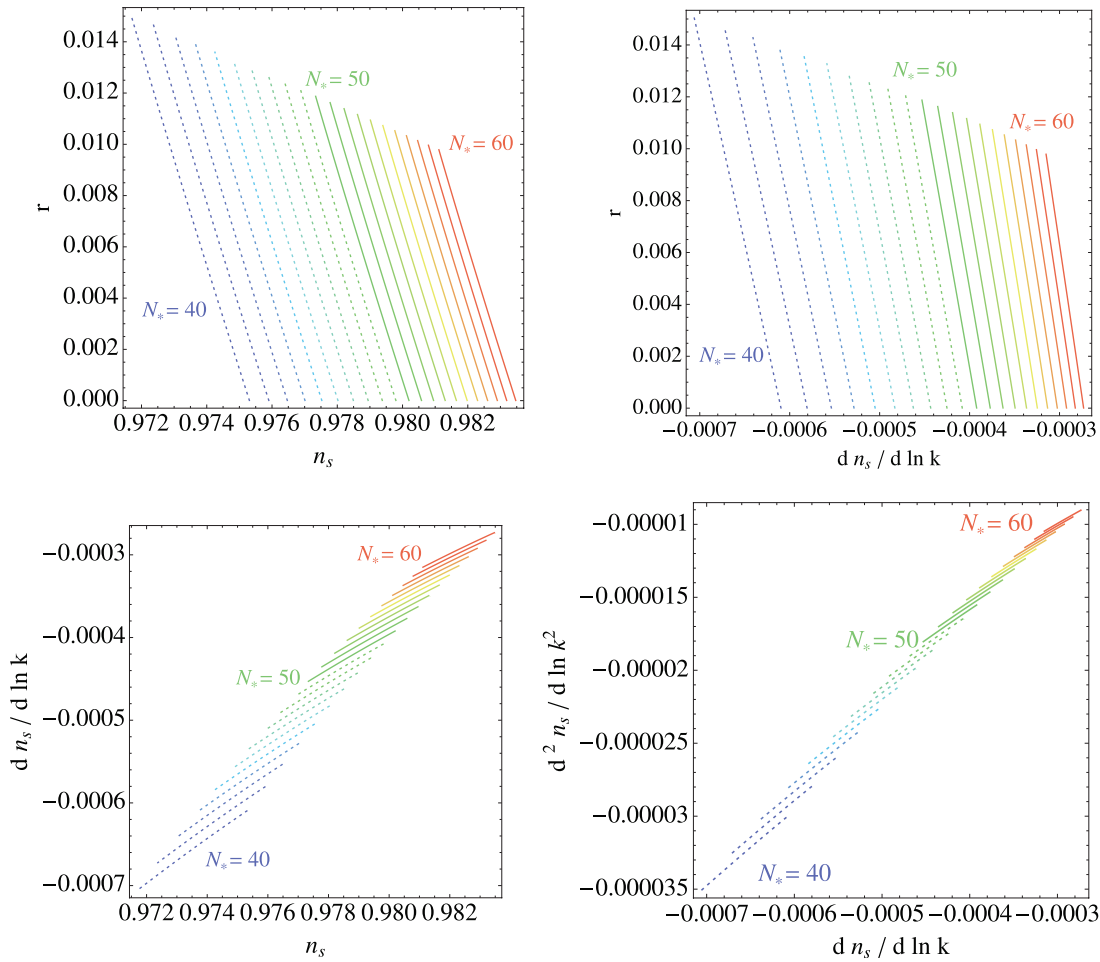 0.014
0.012
0.010
0.008
0.006
0.004
0.002
0.000
r
N* = 50
N* = 60
N* = 40
0.972 0.974 0.976 0.978 0.980 0.982
n_s
0.014
0.012
0.010
0.008
0.006
0.004
0.002
0.000
r
N* = 50
N* = 60
N* = 40
−0.0007 −0.0006 −0.0005 −0.0004 −0.0003
d n_s / d ln k
−0.0003
−0.0004
−0.0005
−0.0006
−0.0007
d n_s / d ln k
N* = 60
N* = 50
N* = 40
0.972 0.974 0.976 0.978 0.980 0.982
n_s
−0.00001
−0.000015
−0.00002
−0.000025
−0.00003
−0.000035
d² n_s / d ln k²
N* = 60
N* = 50
N* = 40
−0.0007 −0.0006 −0.0005 −0.0004 −0.0003
d n_s / d ln k